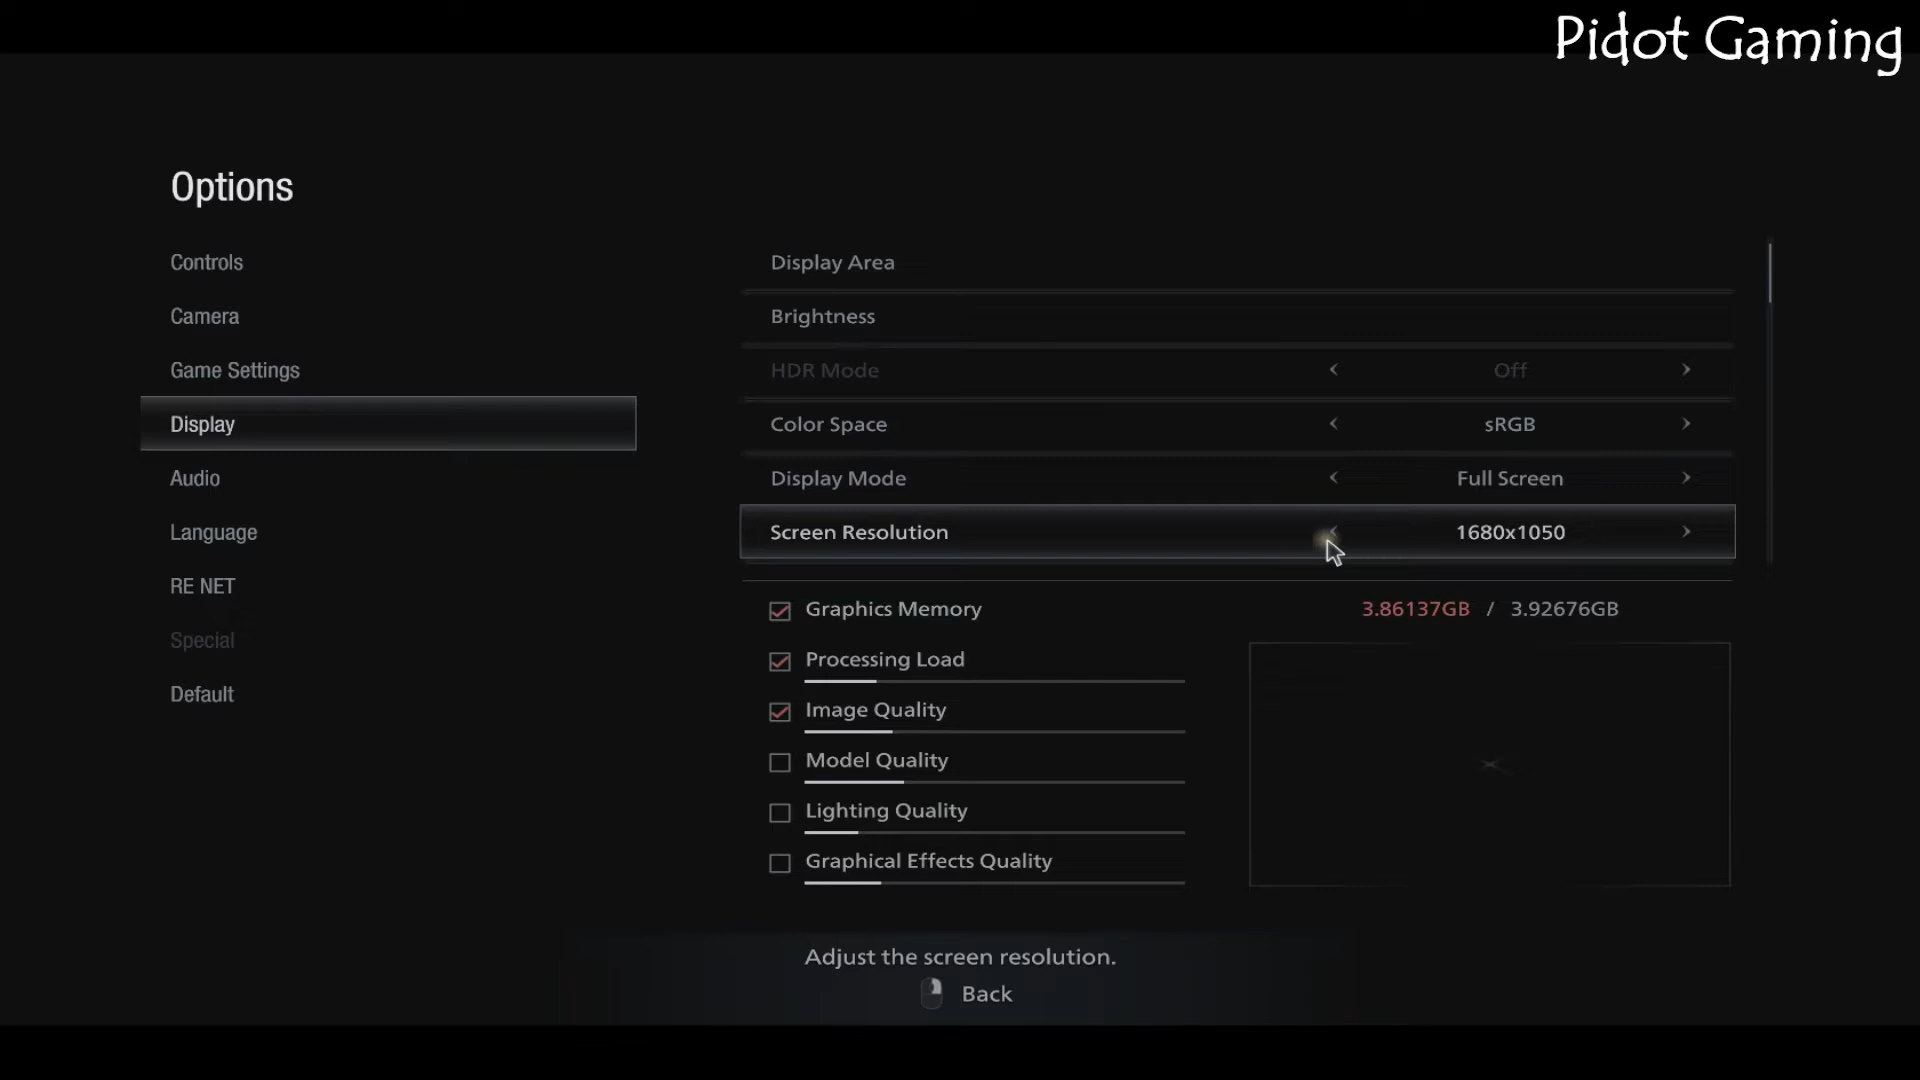 Pidot Gaming
Options
Controls
Camera
Game Settings
Display
Audio
Language
RE NET
Special
Default
Display Area
Brightness
HDR Mode Off
Color Space sRGB
Display Mode Full Screen
Screen Resolution 1680x1050
Graphics Memory 3.86137GB / 3.92676GB
Processing Load
Image Quality
Model Quality
Lighting Quality
Graphical Effects Quality
Adjust the screen resolution.
Back